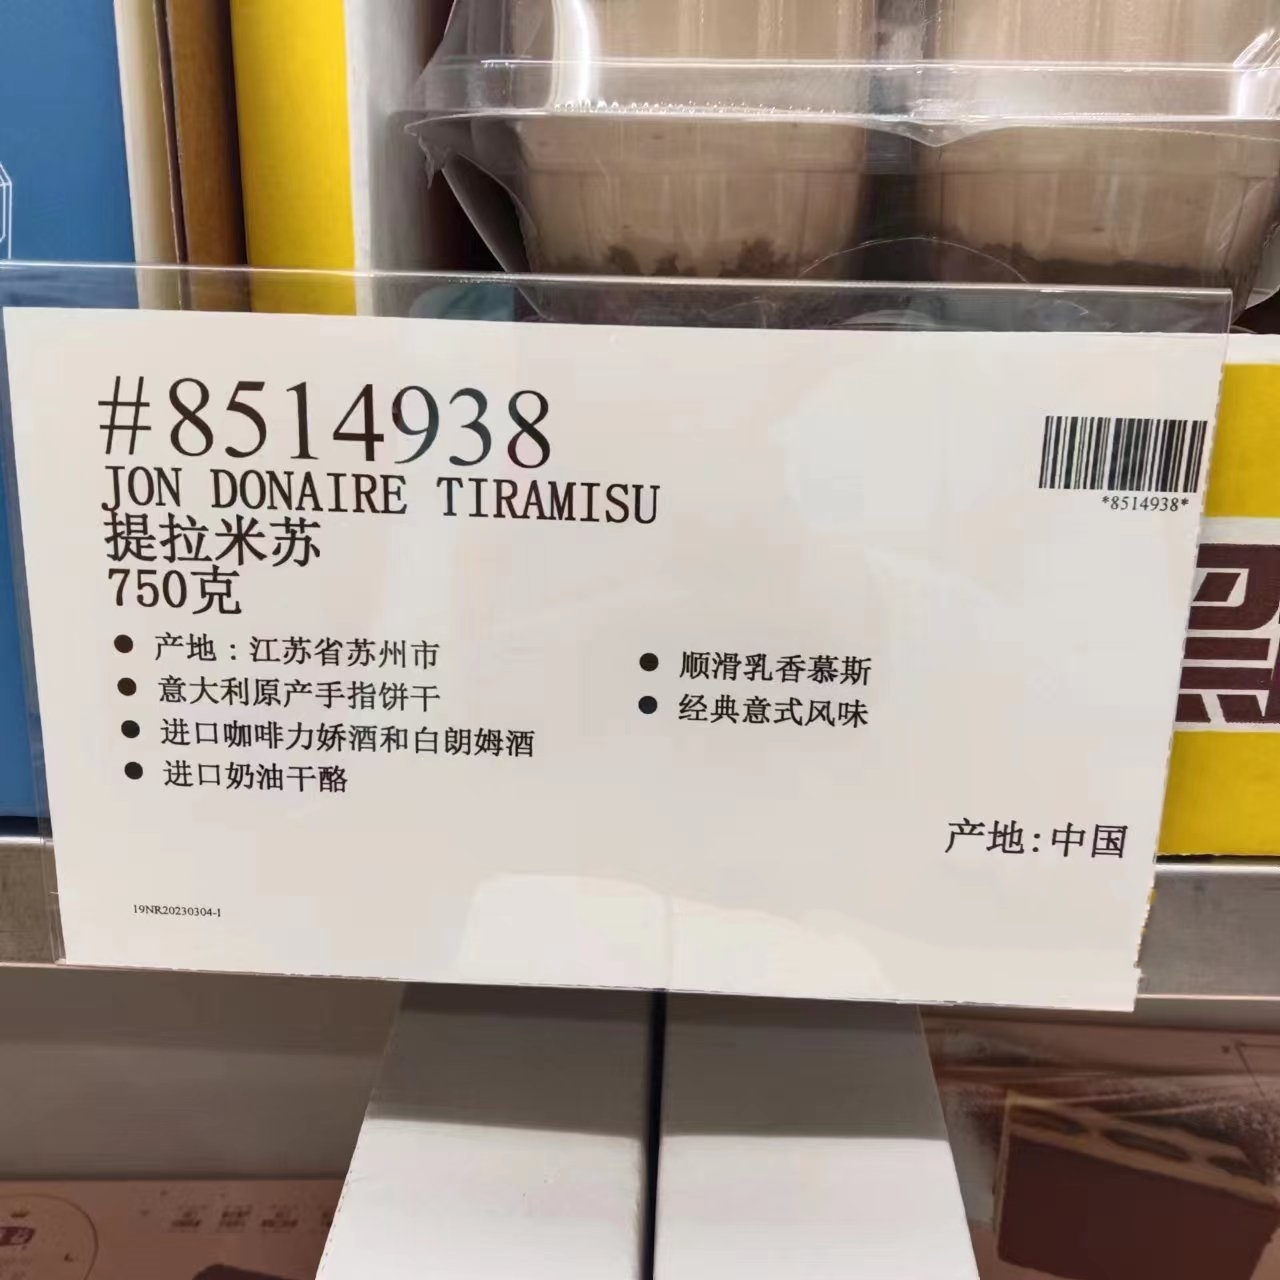 #8514938
JON DONAIRE TIRAMISU
提拉米苏
750克
*8514938*
● 产地：江苏省苏州市
● 意大利原产手指饼干
● 进口咖啡力娇酒和白朗姆酒
● 进口奶油干酪
● 顺滑乳香慕斯
● 经典意式风味
产地:中国
19NR20230304-1